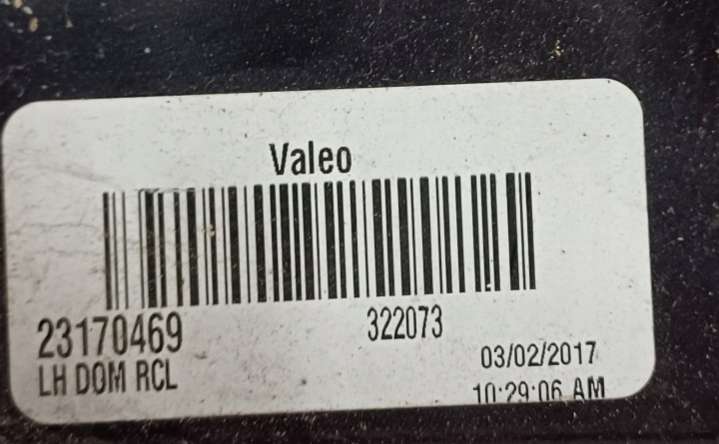 Valeo
23170469 322073
LH DOM RCL 03/02/2017
10:29:06 AM